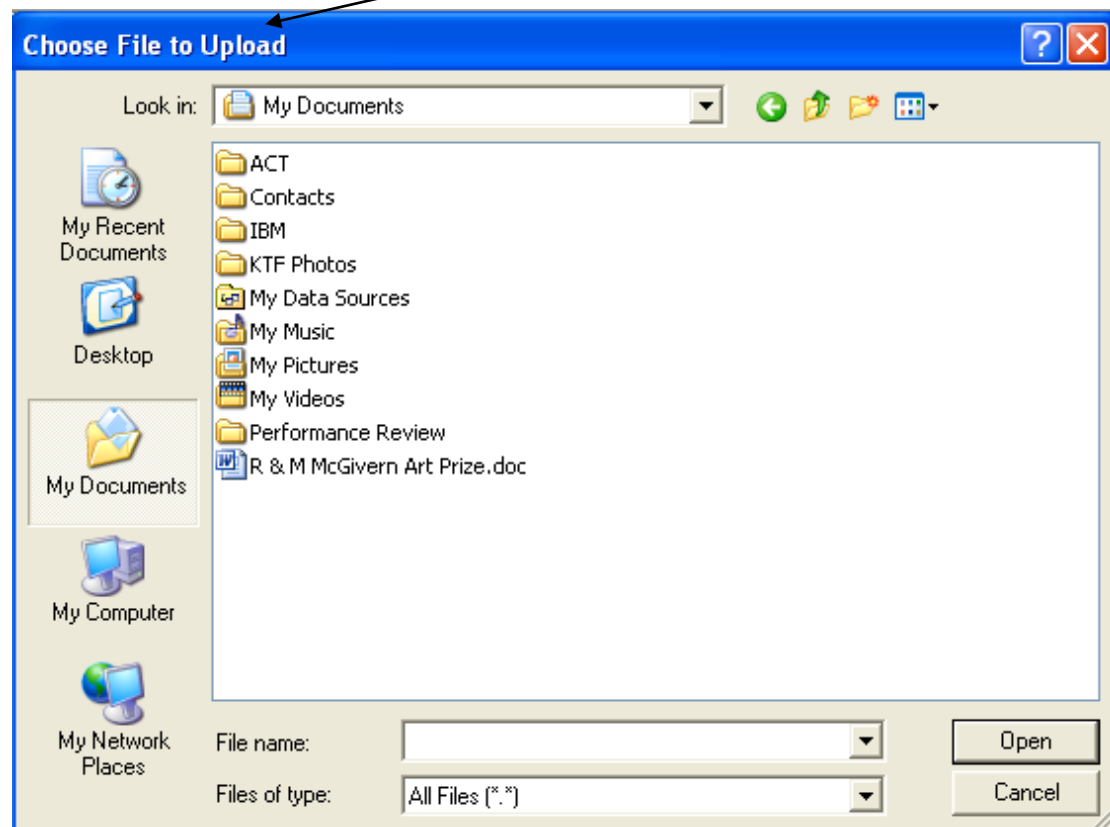 Choose File to Upload
Look in: My Documents
My Recent
Documents
Desktop
My Documents
My Computer
My Network
Places
ACT
Contacts
IBM
KTF Photos
My Data Sources
My Music
My Pictures
My Videos
Performance Review
R & M McGivern Art Prize.doc
File name:
Open
Files of type: All Files (*.*)
Cancel